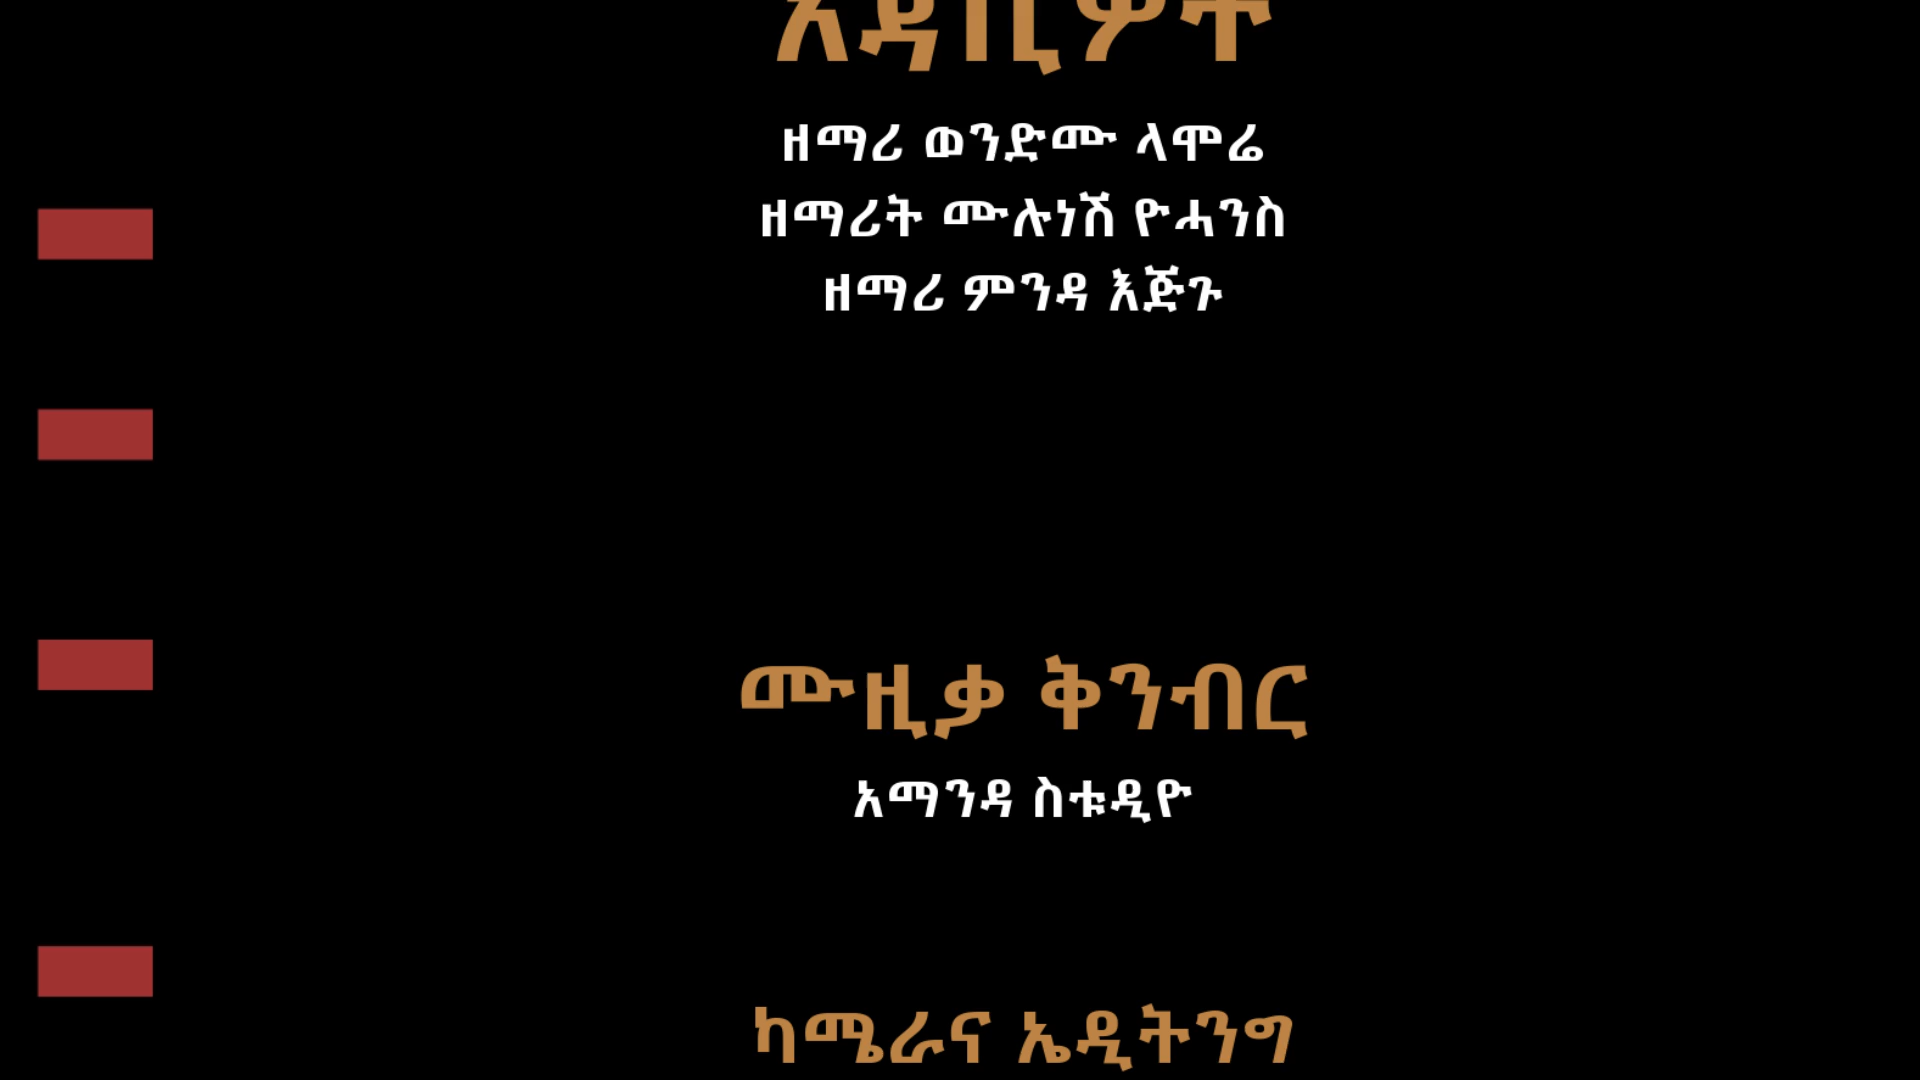 ዘማሪ ወንድሙ ላሞሬ
ዘማሪት ሙሉነሽ ዮሓንስ
ዘማሪ ምንዳ እጅጉ
ሙዚቃ ቅንብር
አማንዳ ስቱዲዮ
ካሜራና ኤዲትንግ